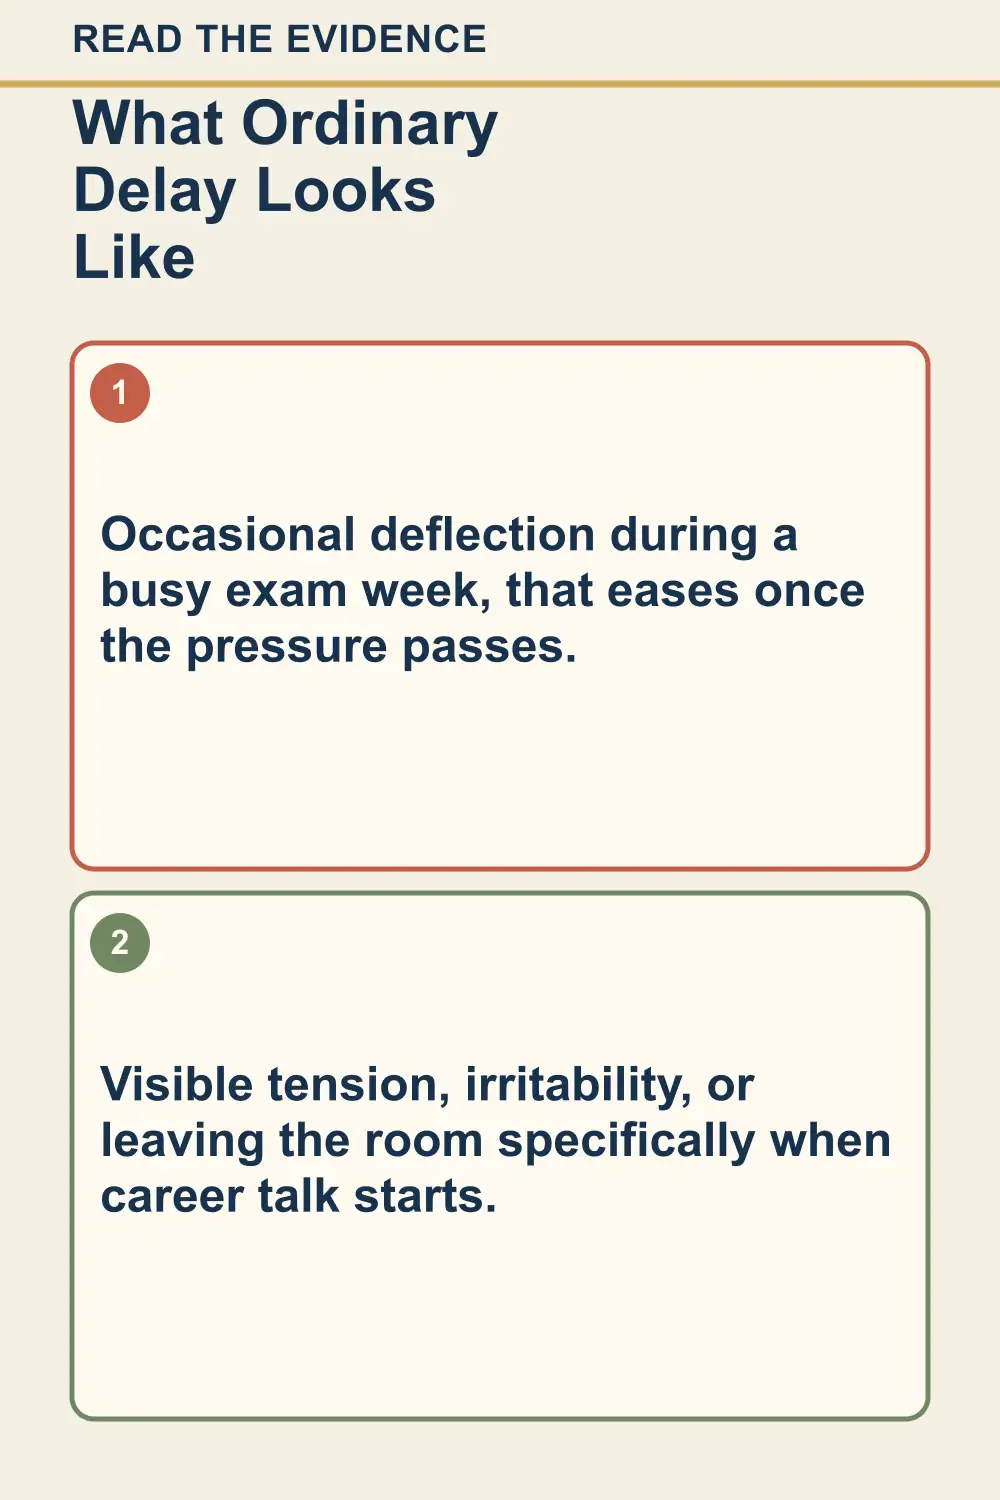 READ THE EVIDENCE
What Ordinary
Delay Looks
Like
1
Occasional deflection during a
busy exam week, that eases once
the pressure passes.
2
Visible tension, irritability, or
leaving the room specifically when
career talk starts.